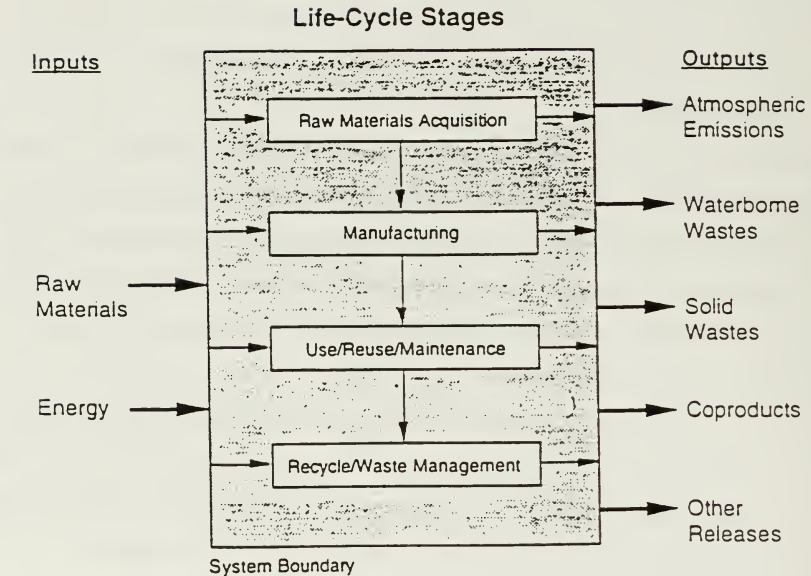 Life-Cycle Stages
Inputs
Outputs
Raw Materials Acquisition
Manufacturing
Use/Reuse/Maintenance
Recycle/Waste Management
Raw
Materials
Energy
Atmospheric
Emissions
Waterborne
Wastes
Solid
Wastes
Coproducts
Other
Releases
System Boundary